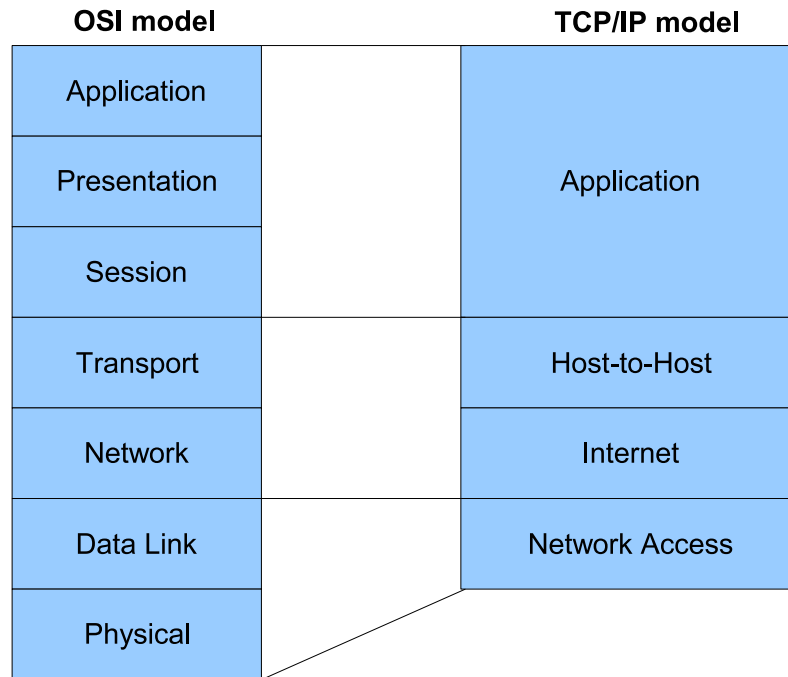 OSI model
TCP/IP model
Application
Presentation
Session
Transport
Network
Data Link
Physical
Application
Host-to-Host
Internet
Network Access